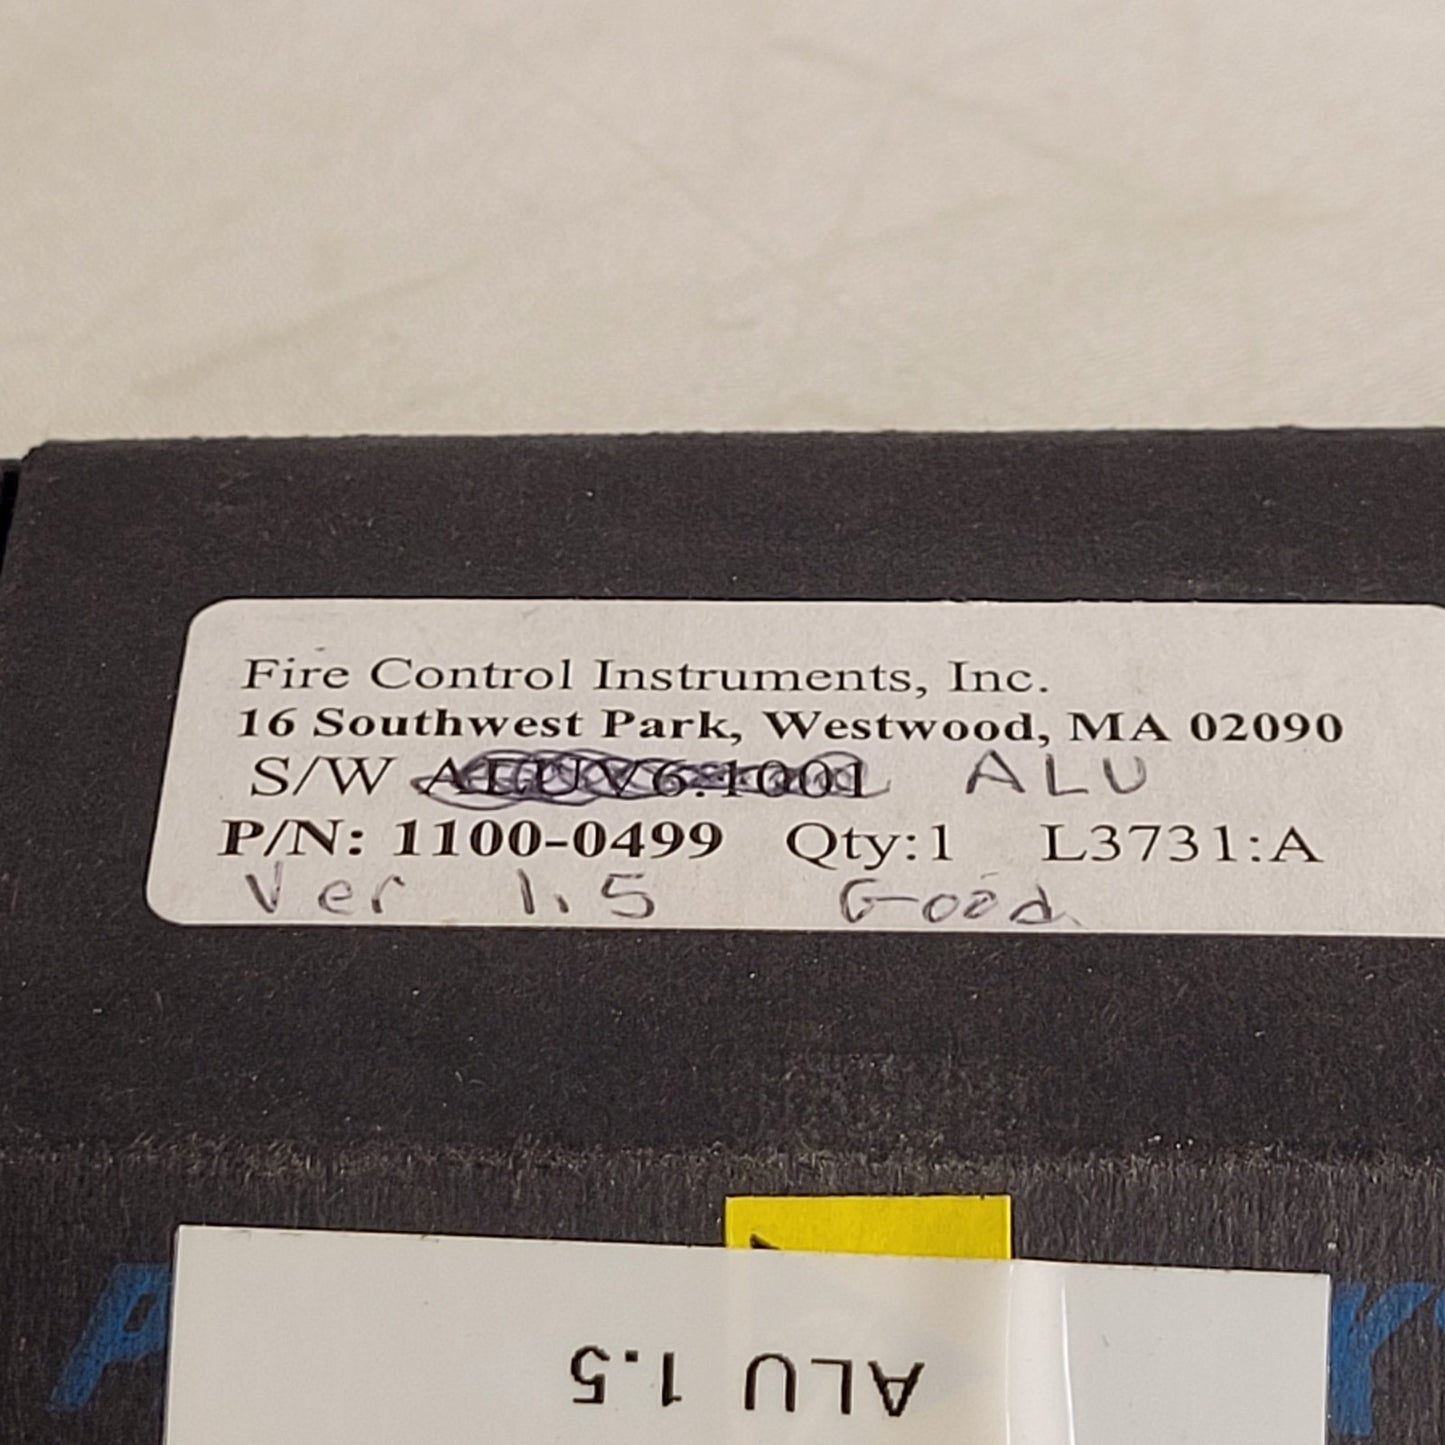 Fire Control Instruments, Inc.
16 Southwest Park, Westwood, MA 02090
S/W ALUV6.1001 ALU
P/N: 1100-0499 Qty:1 L3731:A
Ver 1.5 Good
ALU 1.5